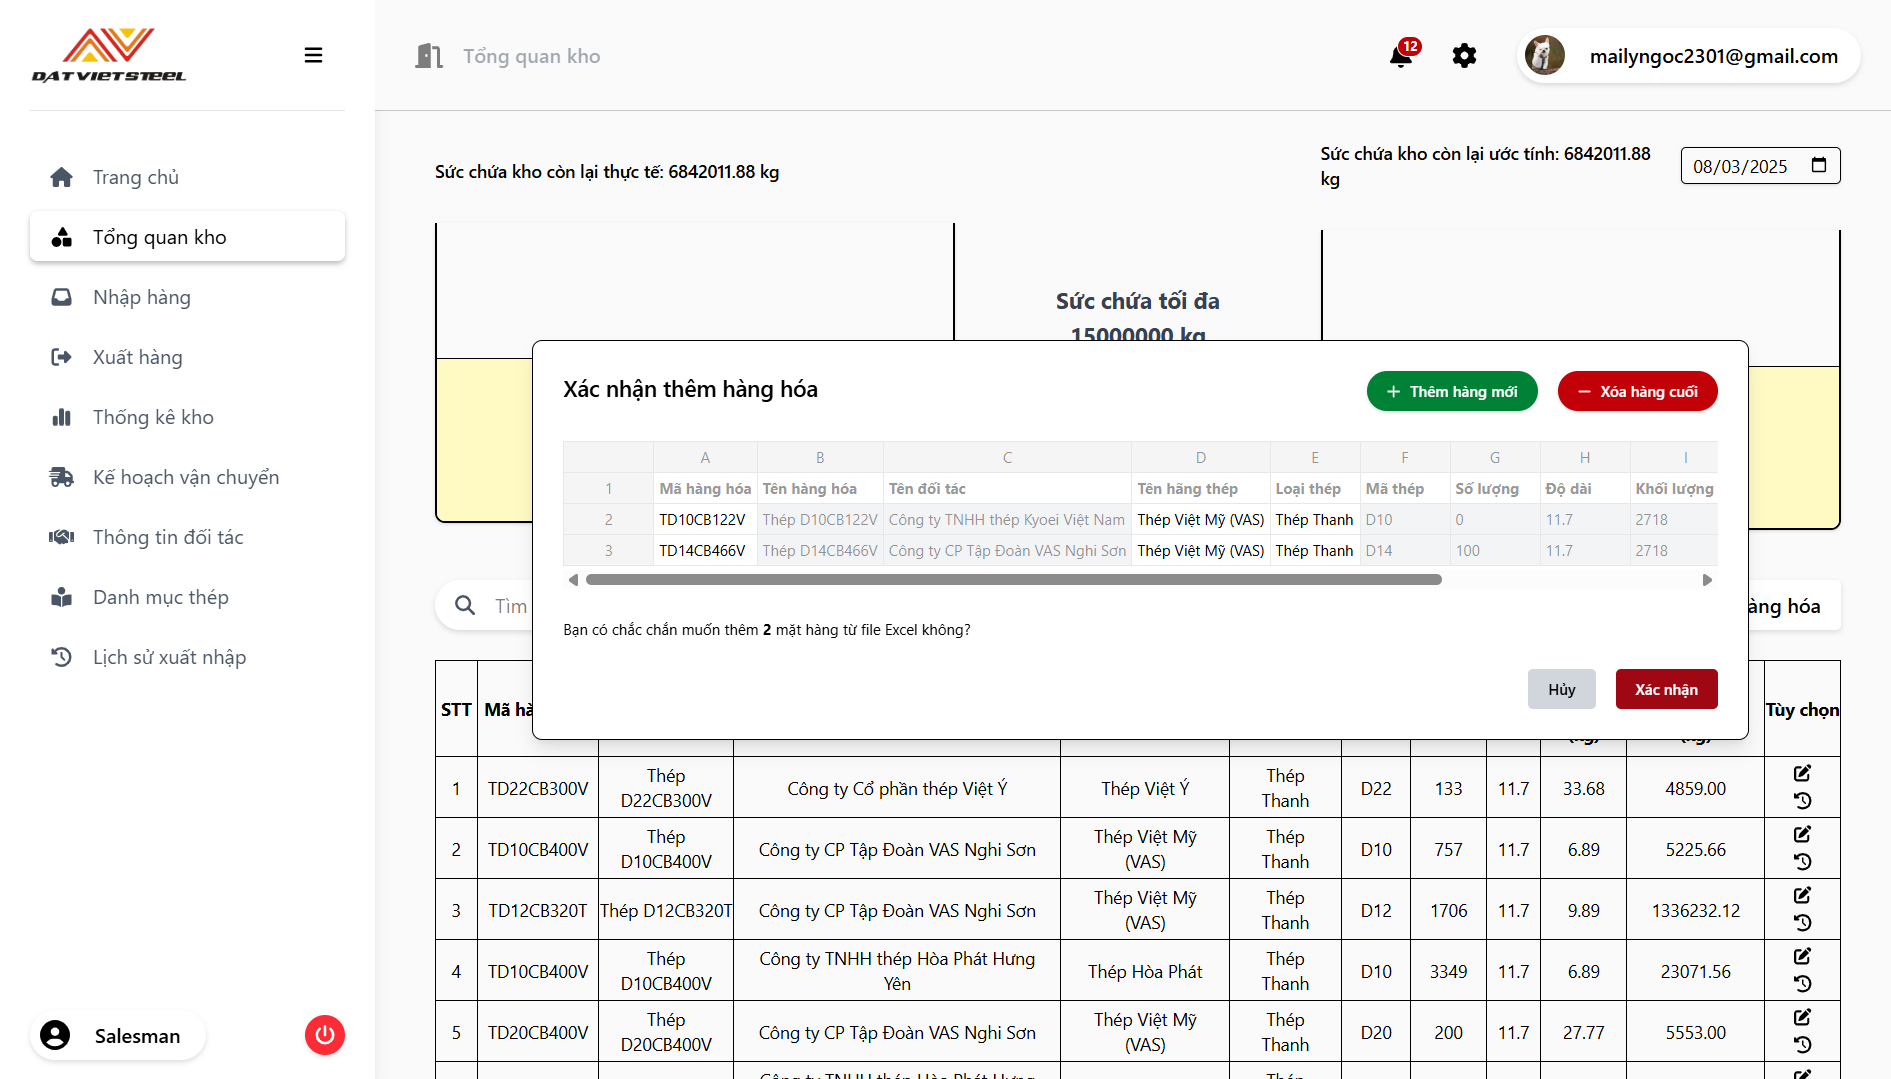 DATVIETSTEEL
Tổng quan kho
12
mailyngoc2301@gmail.com
Trang chủ
Tổng quan kho
Nhập hàng
Xuất hàng
Thống kê kho
Kế hoạch vận chuyển
Thông tin đối tác
Danh mục thép
Lịch sử xuất nhập
Salesman
Sức chứa kho còn lại thực tế: 6842011.88 kg
Sức chứa kho còn lại ước tính: 6842011.88
kg
08/03/2025
Sức chứa tối đa
15000000 kg
Xác nhận thêm hàng hóa
Thêm hàng mới
Xóa hàng cuối
A B C D E F G H I
1 Mã hàng hóa Tên hàng hóa Tên đối tác Tên hãng thép Loại thép Mã thép Số lượng Độ dài Khối lượng
2 TD10CB122V Thép D10CB122V Công ty TNHH thép Kyoei Việt Nam Thép Việt Mỹ (VAS) Thép Thanh D10 0 11.7 2718
3 TD14CB466V Thép D14CB466V Công ty CP Tập Đoàn VAS Nghi Sơn Thép Việt Mỹ (VAS) Thép Thanh D14 100 11.7 2718
Bạn có chắc chắn muốn thêm 2 mặt hàng từ file Excel không?
Hủy
Xác nhận
Tìm
hóa
STT Mã Tùy chọn
(kg) (kg)
1 TD22CB300V Thép D22CB300V Công ty Cổ phần thép Việt Ý Thép Việt Ý Thép Thanh D22 133 11.7 33.68 4859.00
2 TD10CB400V Thép D10CB400V Công ty CP Tập Đoàn VAS Nghi Sơn Thép Việt Mỹ (VAS) Thép Thanh D10 757 11.7 6.89 5225.66
3 TD12CB320T Thép D12CB320T Công ty CP Tập Đoàn VAS Nghi Sơn Thép Việt Mỹ (VAS) Thép Thanh D12 1706 11.7 9.89 1336232.12
4 TD10CB400V Thép D10CB400V Công ty TNHH thép Hòa Phát Hưng Yên Thép Hòa Phát Thép Thanh D10 3349 11.7 6.89 23071.56
5 TD20CB400V Thép D20CB400V Công ty CP Tập Đoàn VAS Nghi Sơn Thép Việt Mỹ (VAS) Thép Thanh D20 200 11.7 27.77 5553.00